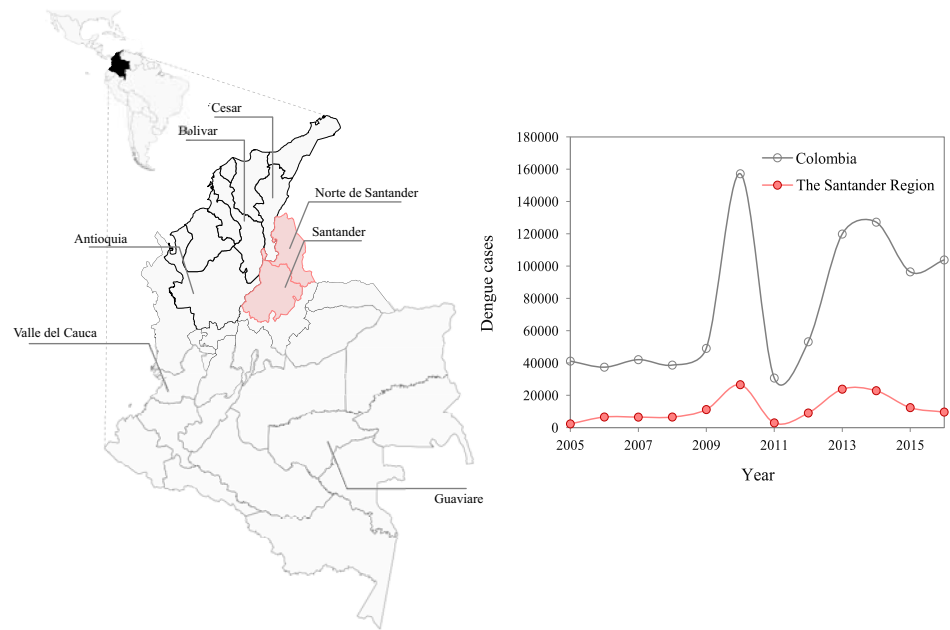 Cesar
Bolivar
Norte de Santander
Santander
Antioquia
Valle del Cauca
Guaviare
180000
160000
140000
120000
100000
80000
60000
40000
20000
0
Dengue cases
Colombia
The Santander Region
2005 2007 2009 2011 2013 2015
Year